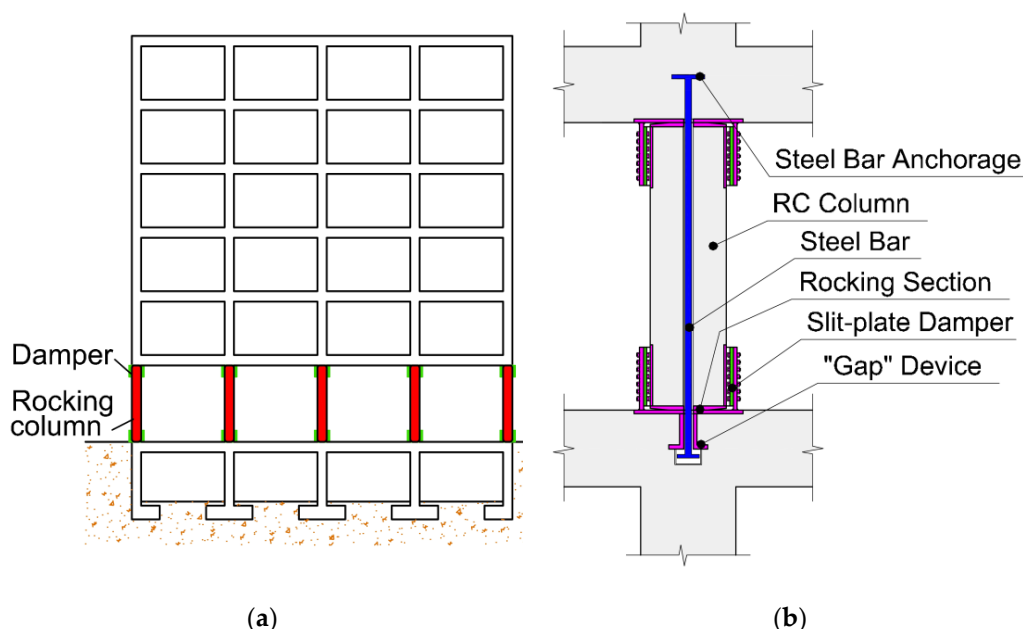 Damper
Rocking
column
(a)
Steel Bar Anchorage
RC Column
Steel Bar
Rocking Section
Slit-plate Damper
"Gap" Device
(b)